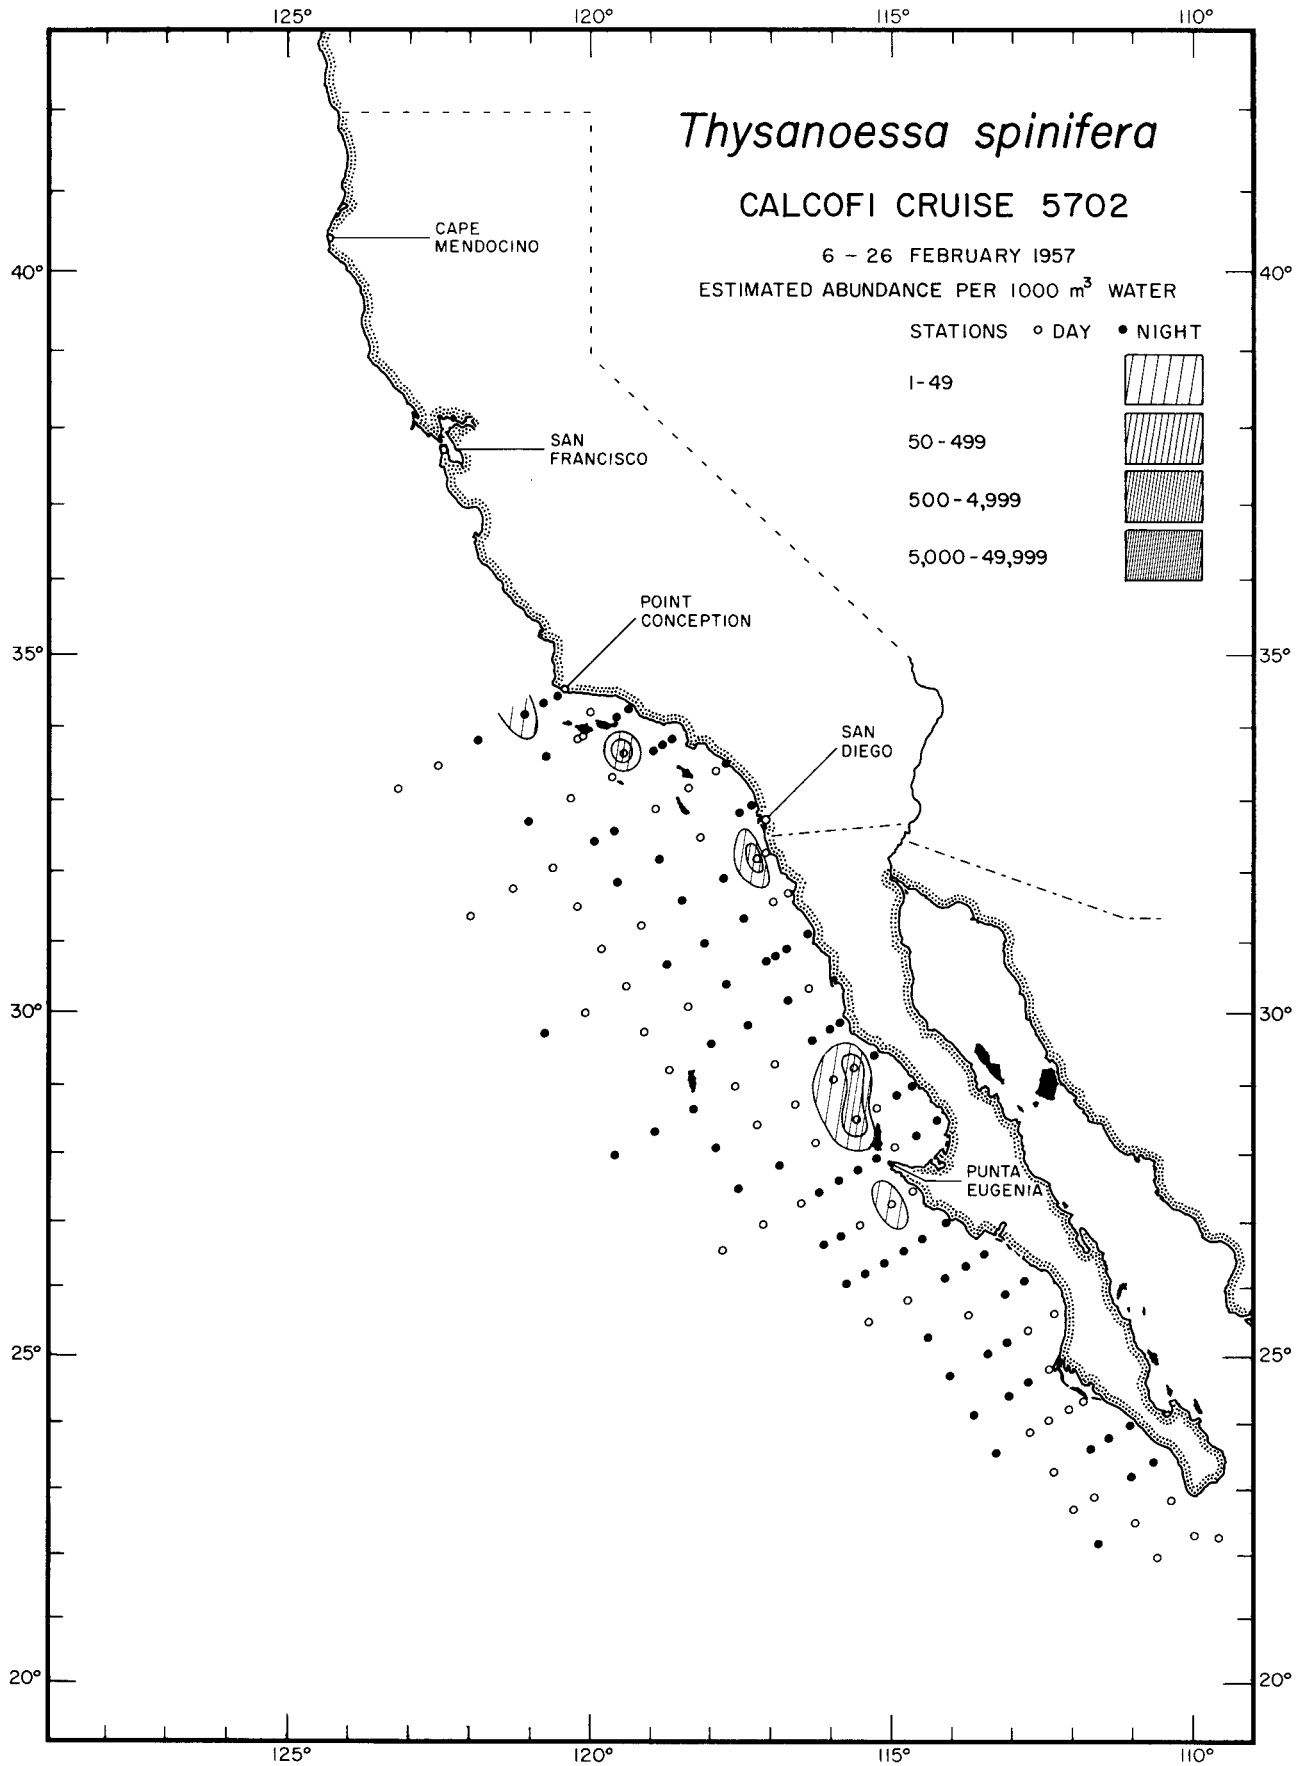 125° 120° 115° 110°
Thysanoessa spinifera
CALCOFI CRUISE 5702
6 - 26 FEBRUARY 1957
ESTIMATED ABUNDANCE PER 1000 m³ WATER
STATIONS DAY NIGHT
1-49
50-499
500-4,999
5,000-49,999
CAPE
MENDOCINO
40° 40°
SAN
FRANCISCO
POINT
CONCEPTION
35° 35°
SAN
DIEGO
30° 30°
PUNTA
EUGENIA
25° 25°
20° 20°
125° 120° 115° 110°